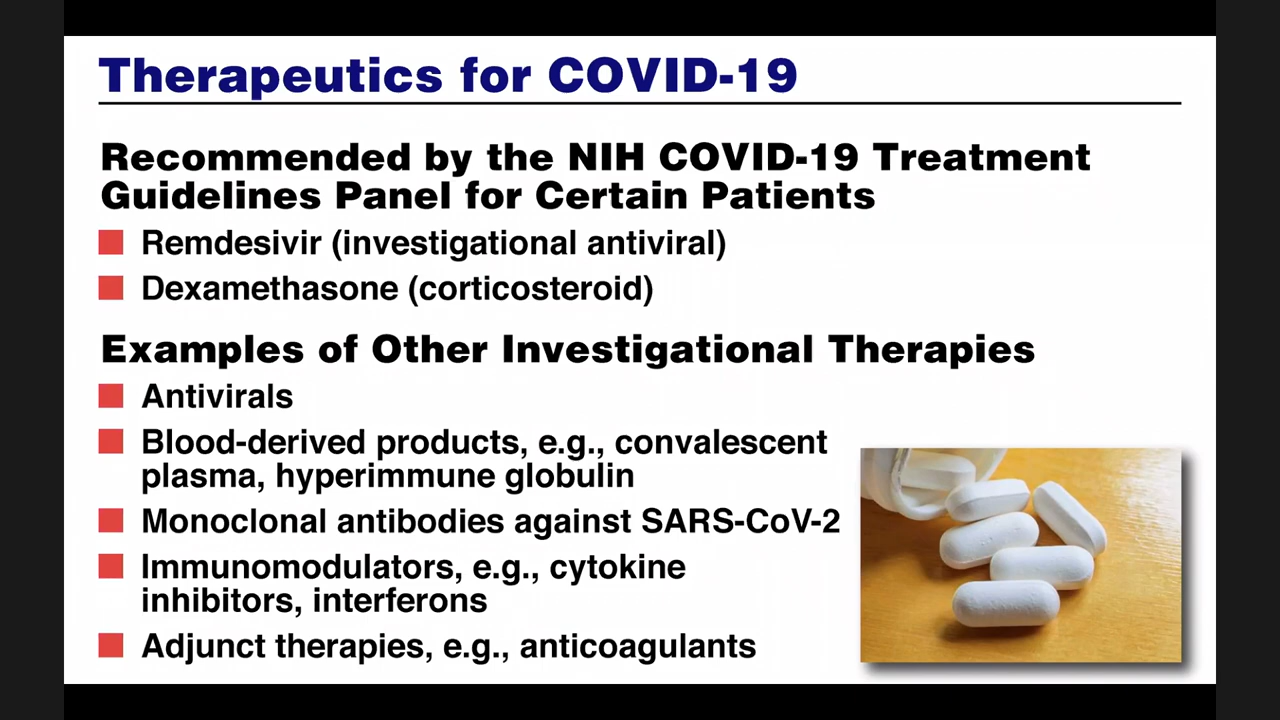 Therapeutics for COVID-19
Recommended by the NIH COVID-19 Treatment
Guidelines Panel for Certain Patients
Remdesivir (investigational antiviral)
Dexamethasone (corticosteroid)
Examples of Other Investigational Therapies
Antivirals
Blood-derived products, e.g., convalescent
plasma, hyperimmune globulin
Monoclonal antibodies against SARS-CoV-2
Immunomodulators, e.g., cytokine
inhibitors, interferons
Adjunct therapies, e.g., anticoagulants